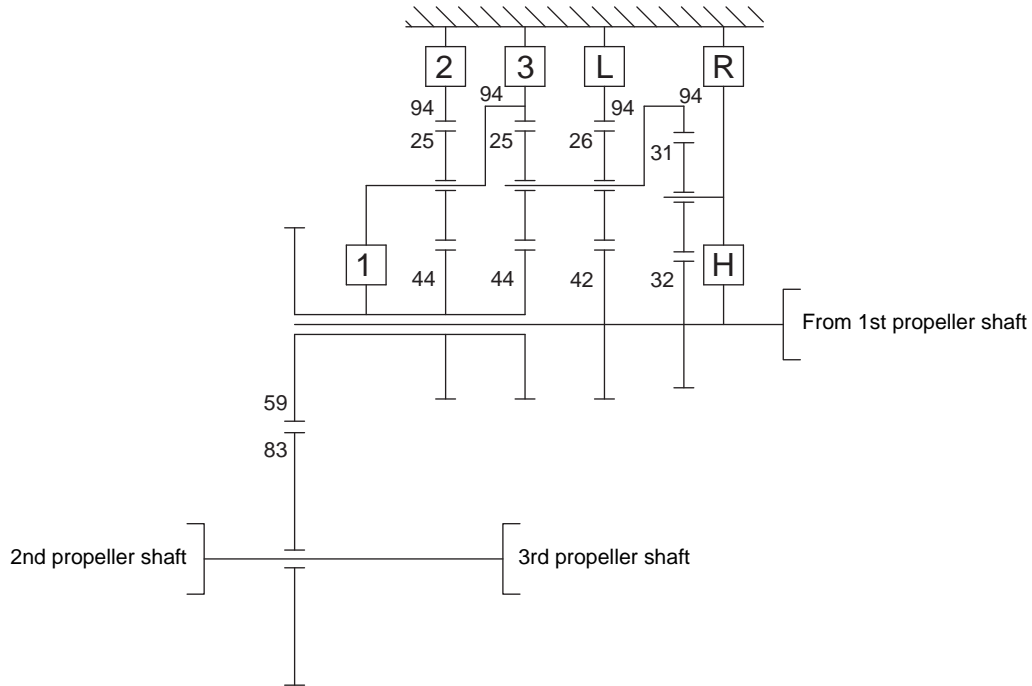 2 3 L R
94 94 94 94
25 25 26 31
1 H
44 44 42 32
From 1st propeller shaft
59
83
2nd propeller shaft 3rd propeller shaft